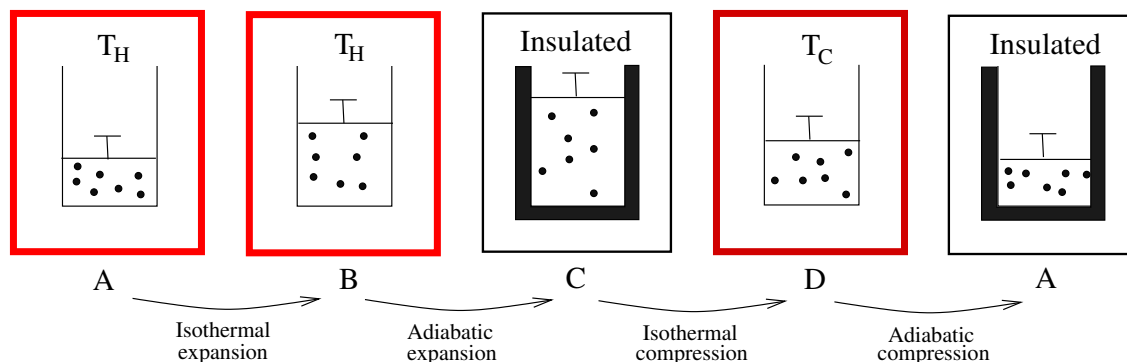 T_H
T_H
Insulated
T_C
Insulated
A
B
C
D
A
Isothermal
expansion
Adiabatic
expansion
Isothermal
compression
Adiabatic
compression